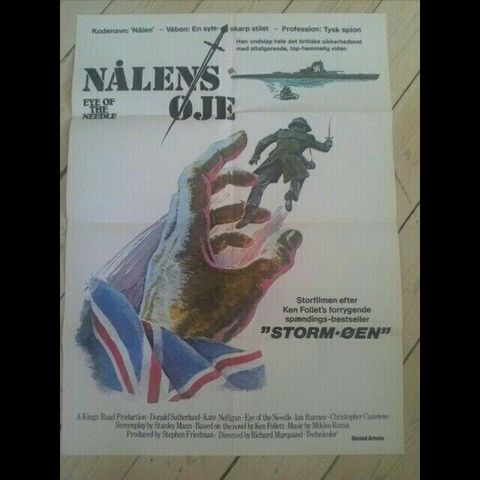 Kodenavn: 'Nålen' – Våben: En syle-skarp stilet – Profession: Tysk spion
Han undslap hele det britiske sikkerhedsnet
med altafgørende, top-hemmelig viden
NÅLENS
ØJE
EYE OF
THE
NEEDLE
Storfilmen efter
Ken Follet's forrygende
spændings-bestseller
"STORM-ØEN"
A Kings Road Production · Donald Sutherland · Kate Nelligan · Eye of the Needle · Ian Bannen · Christopher Cazenove
Screenplay by Stanley Mann · Based on the novel by Ken Follett · Music by Miklos Rozsa
Produced by Stephen Friedman · Directed by Richard Marquand · Technicolor®
United Artists